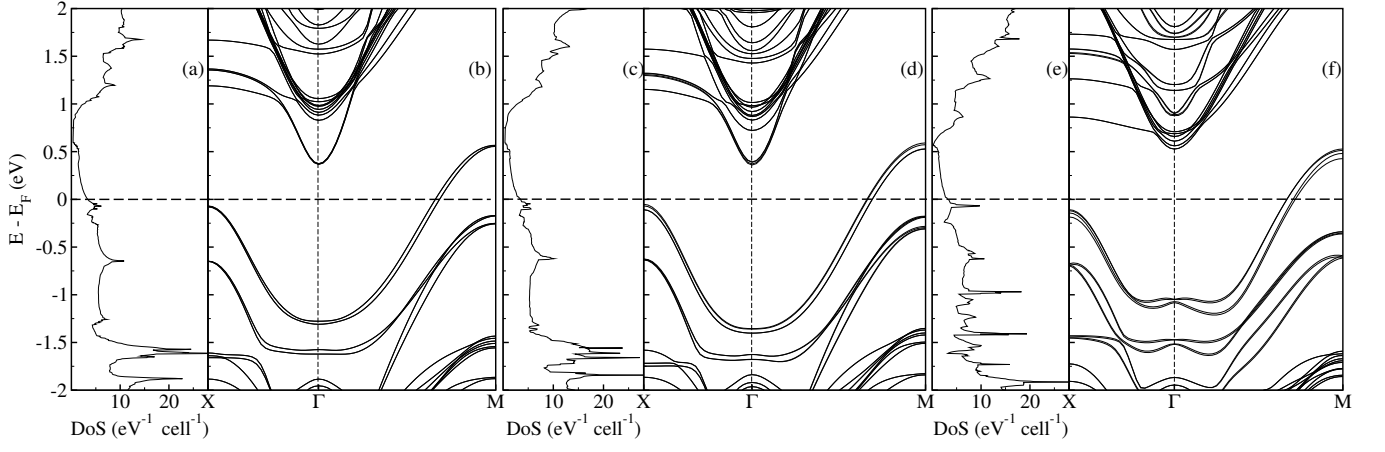 2
1.5
1
0.5
0
-0.5
-1
-1.5
-2
E - E_F (eV)
(a)
(b)
(c)
(d)
(e)
(f)
10 20 X Γ M 10 20 X Γ M 10 20 X Γ M
DoS (eV⁻¹ cell⁻¹) DoS (eV⁻¹ cell⁻¹) DoS (eV⁻¹ cell⁻¹)